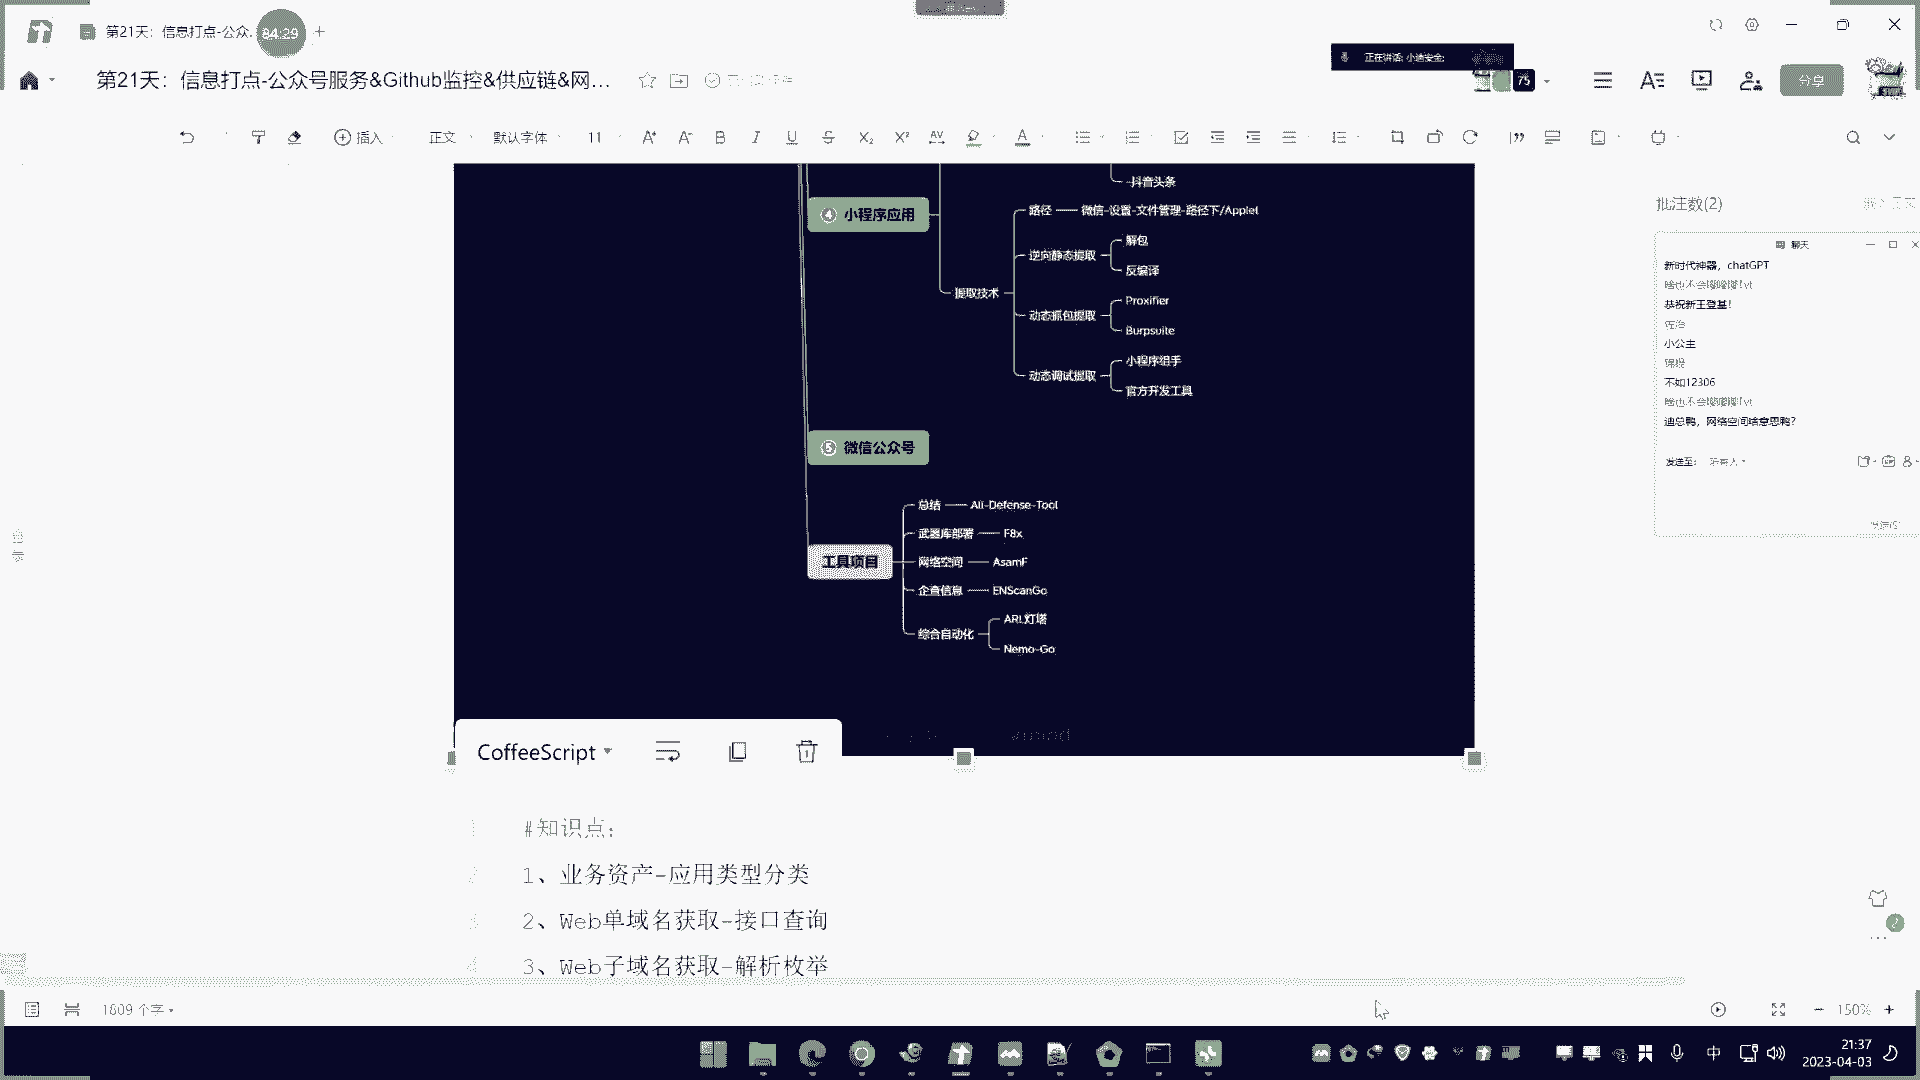 第21天：信息打点-公众.
84:29
正在讲话: 小迪安全;
第21天：信息打点-公众号服务&Github监控&供应链&网...
75
分享
插入
正文
默认字体
11
抖音头条
④ 小程序应用
路径
微信-设置-文件管理-路径下/Applet
逆向静态提取
解包
反编译
提取技术
动态抓包提取
Proxifier
Burpsuite
动态调试提取
小程序组手
官方开发工具
⑤ 微信公众号
工具项目
总结
All-Defense-Tool
武器库部署
F8x
网络空间
AsamF
企查信息
ENScanGo
综合自动化
ARL灯塔
Nemo-Go
CoffeeScript
1 #知识点：
2 1、业务资产-应用类型分类
3 2、Web单域名获取-接口查询
4 3、Web子域名获取-解析枚举
批注数(2)
聊天
新时代神器，chatGPT
恭祝新王登基！
小公主
不如12306
迪总鸭，网络空间啥意思鸭？
发送至:
1809 个字
150%
中
21:37
2023-04-03